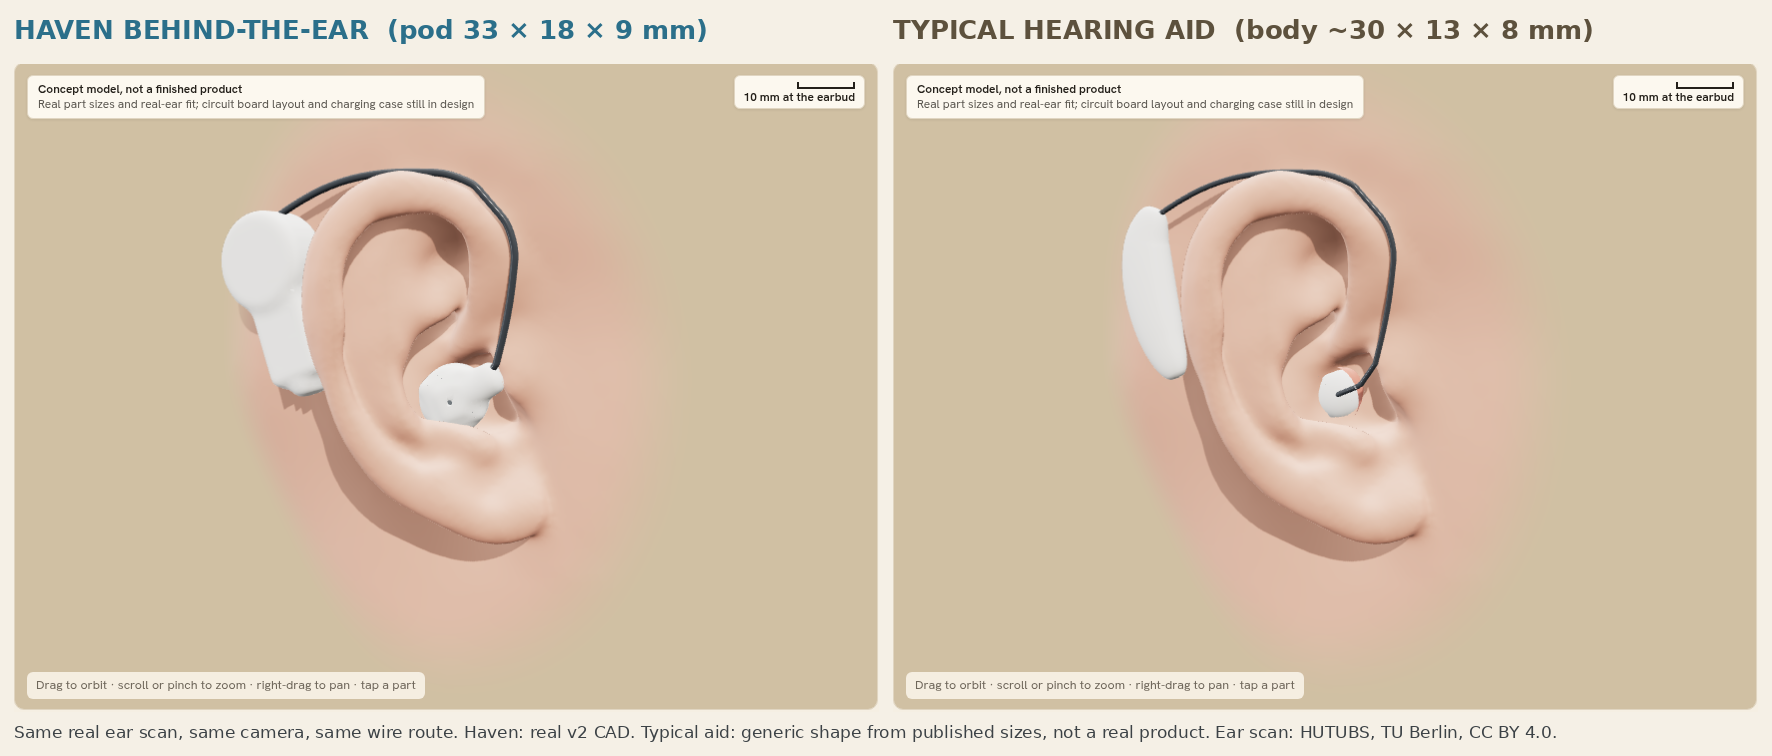 HAVEN BEHIND-THE-EAR (pod 33 × 18 × 9 mm)
Concept model, not a finished product
Real part sizes and real-ear fit; circuit board layout and charging case still in design
10 mm at the earbud
Drag to orbit · scroll or pinch to zoom · right-drag to pan · tap a part
TYPICAL HEARING AID (body ~30 × 13 × 8 mm)
Concept model, not a finished product
Real part sizes and real-ear fit; circuit board layout and charging case still in design
10 mm at the earbud
Drag to orbit · scroll or pinch to zoom · right-drag to pan · tap a part
Same real ear scan, same camera, same wire route. Haven: real v2 CAD. Typical aid: generic shape from published sizes, not a real product. Ear scan: HUTUBS, TU Berlin, CC BY 4.0.